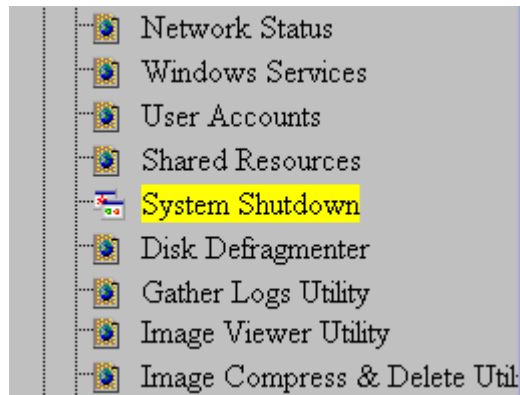 Network Status
Windows Services
User Accounts
Shared Resources
System Shutdown
Disk Defragmenter
Gather Logs Utility
Image Viewer Utility
Image Compress & Delete Util